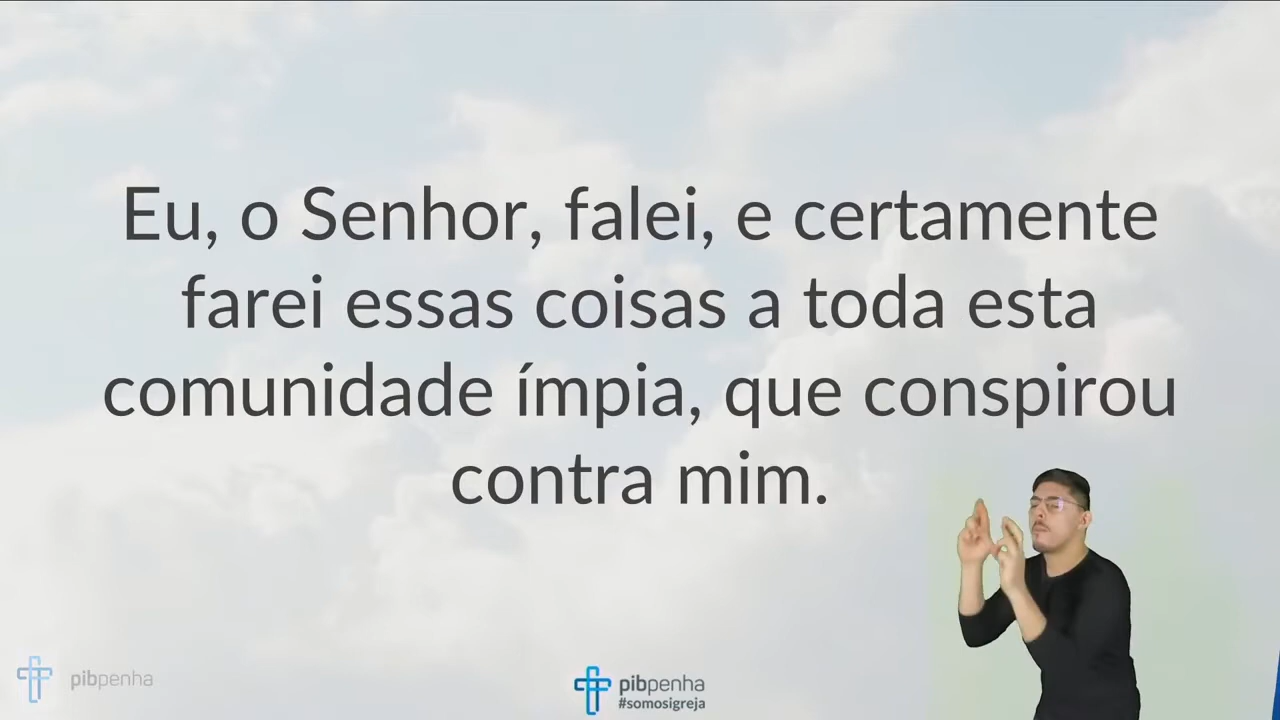 Eu, o Senhor, falei, e certamente
farei essas coisas a toda esta
comunidade ímpia, que conspirou
contra mim.
pibpenha
pibpenha
#somosigreja